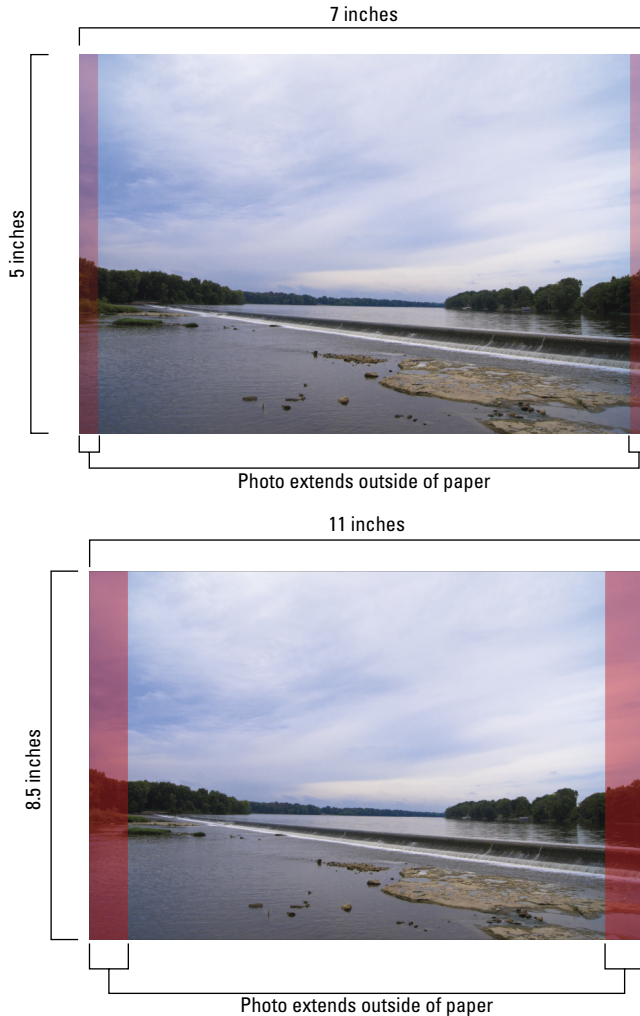 7 inches
5 inches
Photo extends outside of paper
11 inches
8.5 inches
Photo extends outside of paper